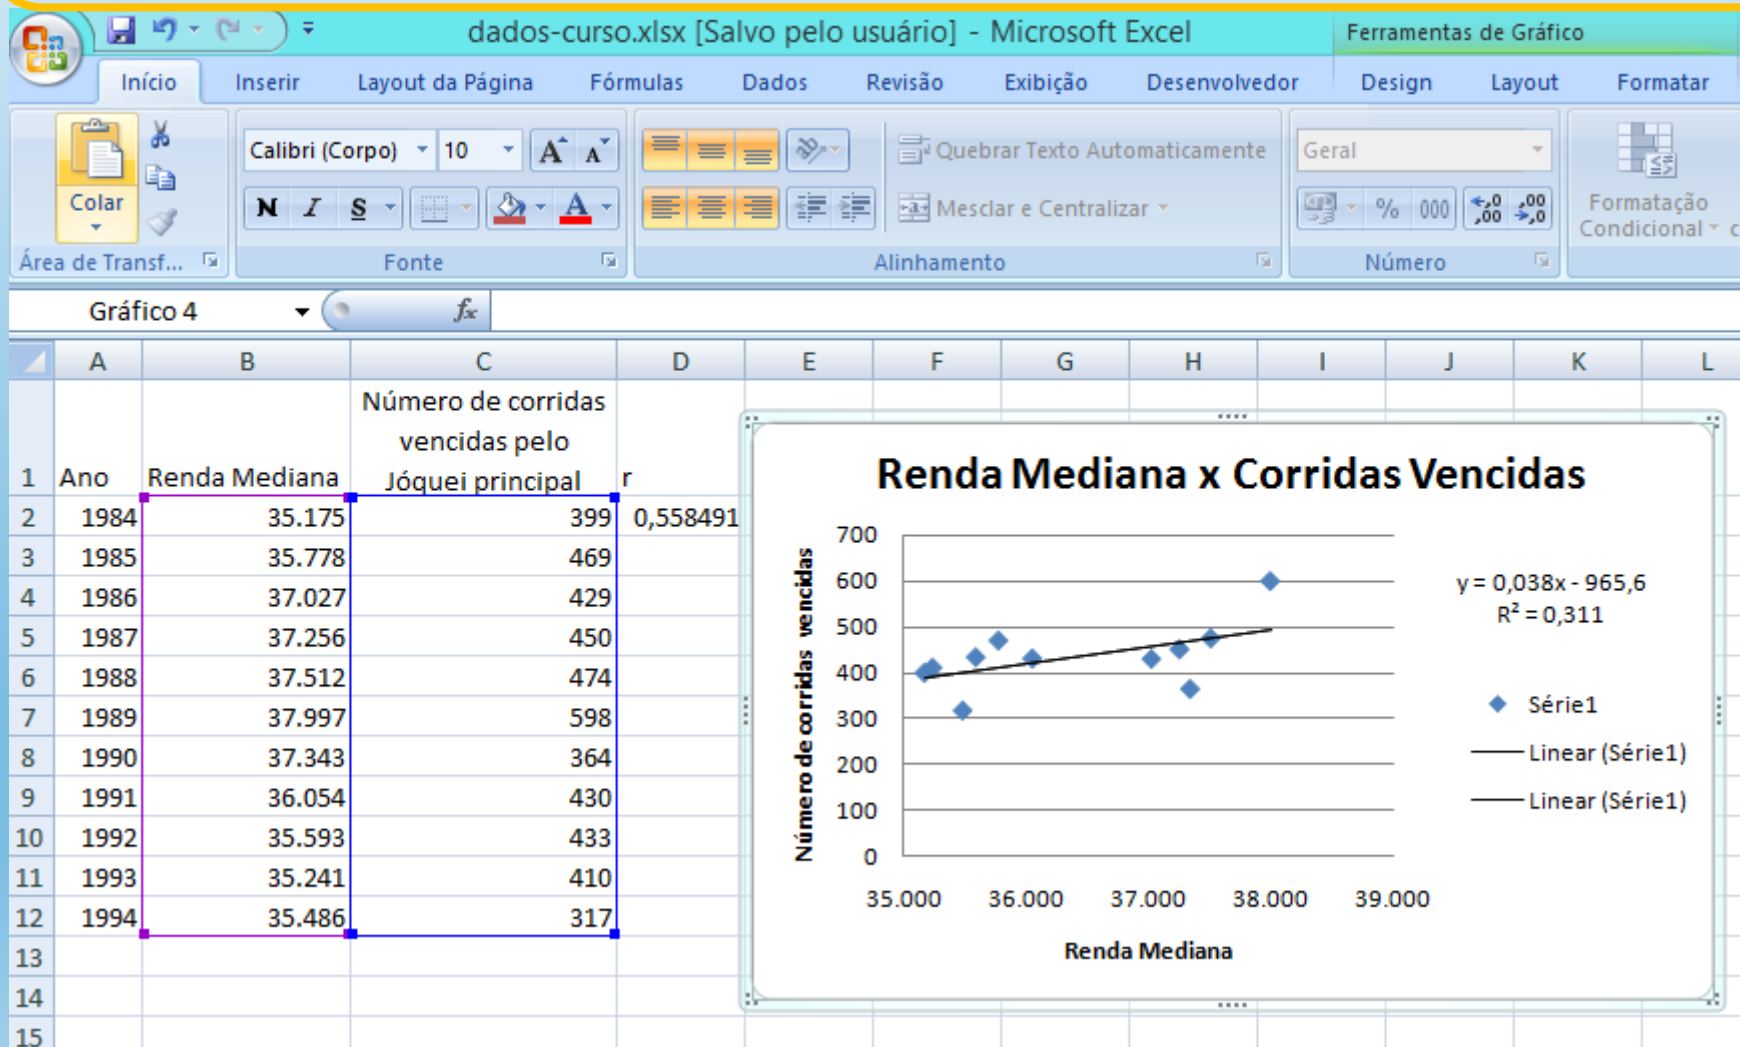 dados-curso.xlsx [Salvo pelo usuário] - Microsoft Excel
Ferramentas de Gráfico
Início Inserir Layout da Página Fórmulas Dados Revisão Exibição Desenvolvedor Design Layout Formatar
Calibri (Corpo) 10 A A Quebrar Texto Automaticamente Geral
Colar N I S A Mesclar e Centralizar % 000 ,0 ,00 ,00 ,0 Formatação
Condicional
Área de Transf... Fonte Alinhamento Número
Gráfico 4 fx
A B C D E F G H I J K L
Número de corridas
vencidas pelo
1 Ano Renda Mediana Jóquei principal r
2 1984 35.175 399 0,558491
3 1985 35.778 469
4 1986 37.027 429
5 1987 37.256 450
6 1988 37.512 474
7 1989 37.997 598
8 1990 37.343 364
9 1991 36.054 430
10 1992 35.593 433
11 1993 35.241 410
12 1994 35.486 317
13
14
15
Renda Mediana x Corridas Vencidas
Número de corridas vencidas
700
600
500
400
300
200
100
0
35.000 36.000 37.000 38.000 39.000
Renda Mediana
y = 0,038x - 965,6
R² = 0,311
Série1
Linear (Série1)
Linear (Série1)